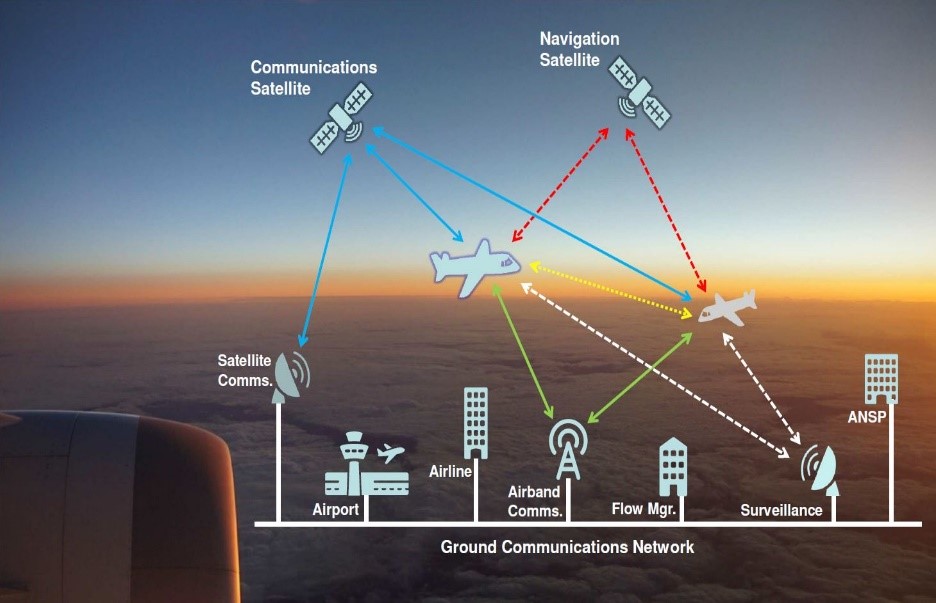 Navigation
Satellite
Communications
Satellite
Satellite
Comms.
ANSP
Airline
Airband
Comms.
Airport
Flow Mgr.
Surveillance
Ground Communications Network